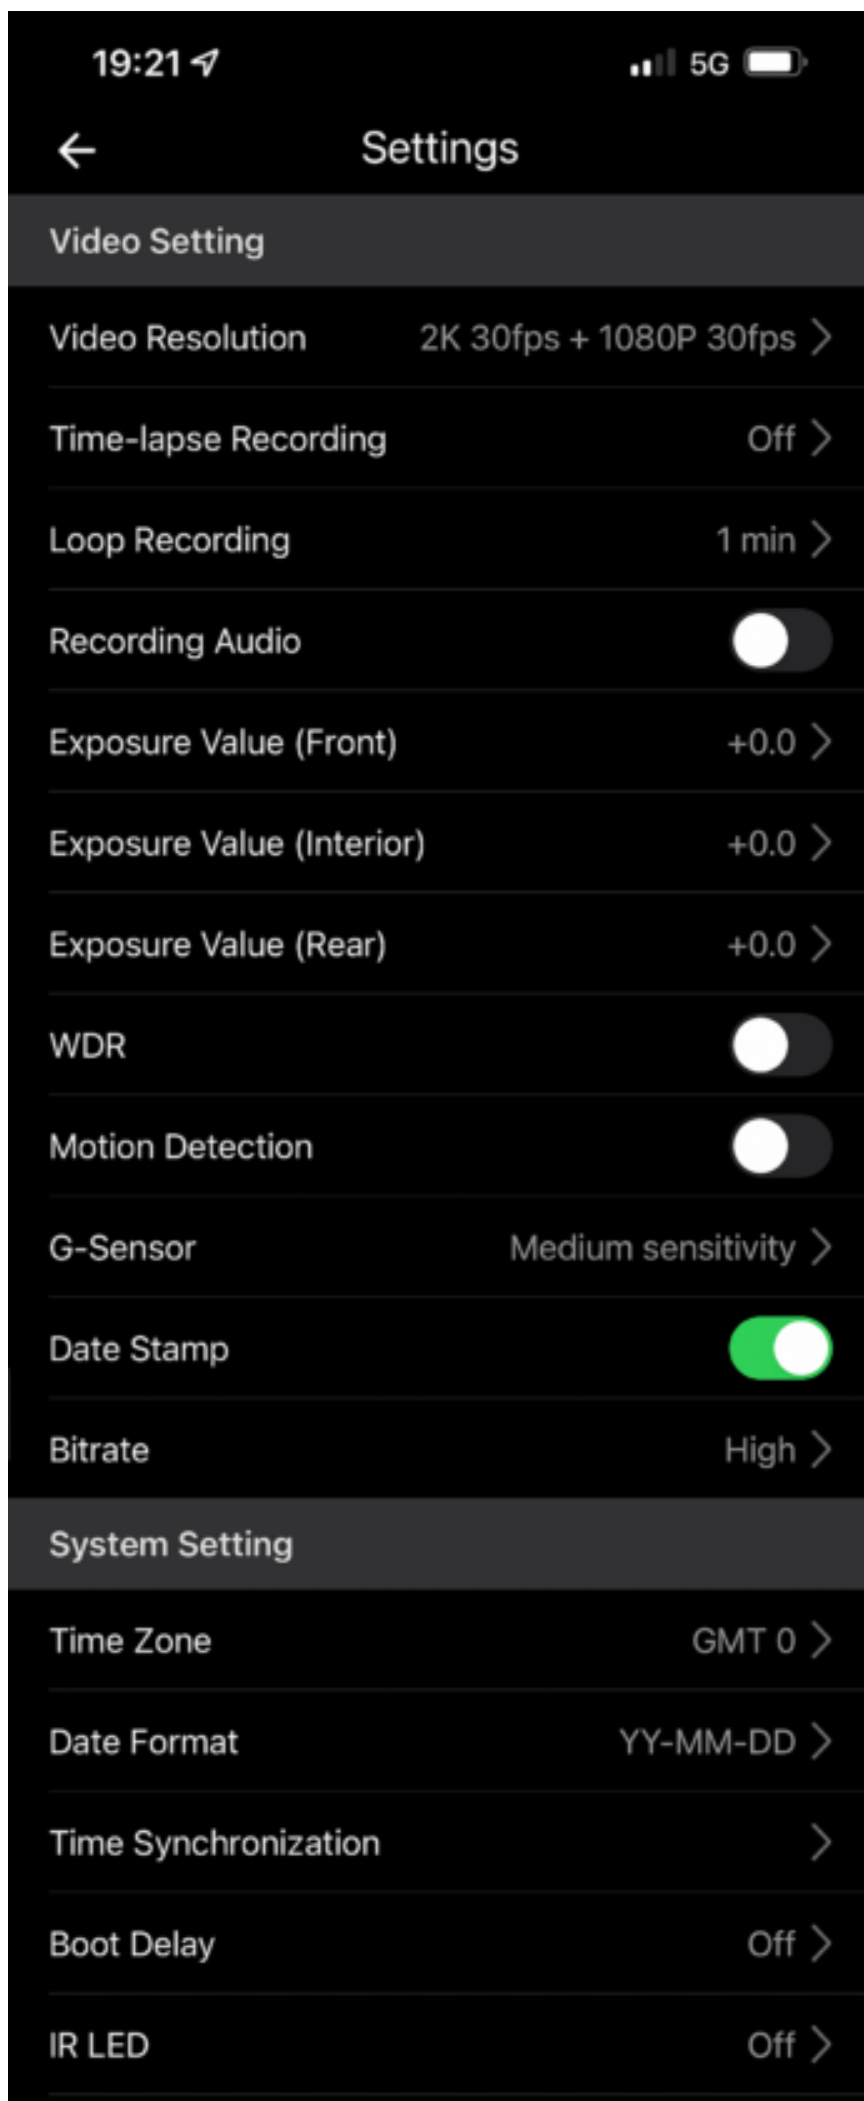 19:21
5G
Settings
Video Setting
Video Resolution 2K 30fps + 1080P 30fps
Time-lapse Recording Off
Loop Recording 1 min
Recording Audio
Exposure Value (Front) +0.0
Exposure Value (Interior) +0.0
Exposure Value (Rear) +0.0
WDR
Motion Detection
G-Sensor Medium sensitivity
Date Stamp
Bitrate High
System Setting
Time Zone GMT 0
Date Format YY-MM-DD
Time Synchronization
Boot Delay Off
IR LED Off